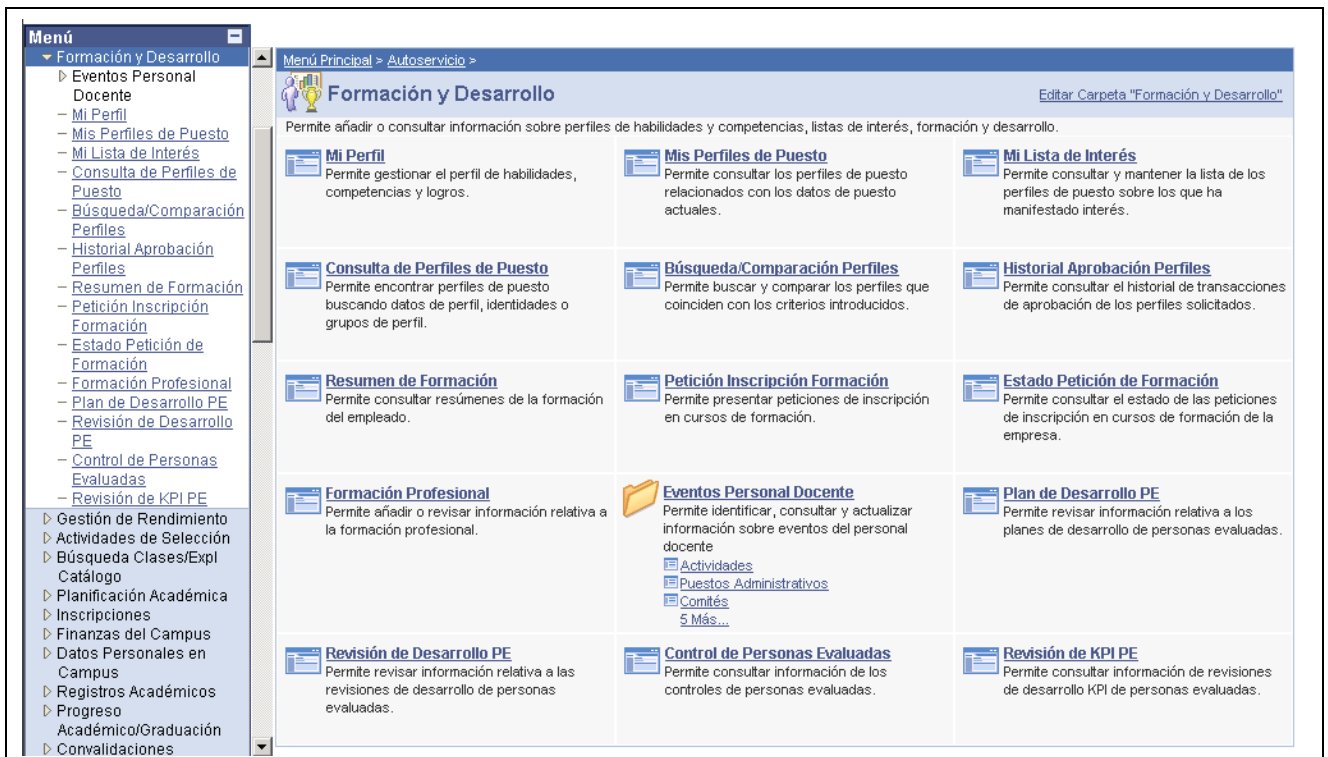 Menú
Formación y Desarrollo
Eventos Personal
Docente
Mi Perfil
Mis Perfiles de Puesto
Mi Lista de Interés
Consulta de Perfiles de
Puesto
Búsqueda/Comparación
Perfiles
Historial Aprobación
Perfiles
Resumen de Formación
Petición Inscripción
Formación
Estado Petición de
Formación
Formación Profesional
Plan de Desarrollo PE
Revisión de Desarrollo
PE
Control de Personas
Evaluadas
Revisión de KPI PE
Gestión de Rendimiento
Actividades de Selección
Búsqueda Clases/Expl
Catálogo
Planificación Académica
Inscripciones
Finanzas del Campus
Datos Personales en
Campus
Registros Académicos
Progreso
Académico/Graduación
Convalidaciones
Menú Principal > Autoservicio >
Formación y Desarrollo
Editar Carpeta "Formación y Desarrollo"
Permite añadir o consultar información sobre perfiles de habilidades y competencias, listas de interés, formación y desarrollo.
Mi Perfil
Permite gestionar el perfil de habilidades,
competencias y logros.
Mis Perfiles de Puesto
Permite consultar los perfiles de puesto
relacionados con los datos de puesto
actuales.
Mi Lista de Interés
Permite consultar y mantener la lista de los
perfiles de puesto sobre los que ha
manifestado interés.
Consulta de Perfiles de Puesto
Permite encontrar perfiles de puesto
buscando datos de perfil, identidades o
grupos de perfil.
Búsqueda/Comparación Perfiles
Permite buscar y comparar los perfiles que
coinciden con los criterios introducidos.
Historial Aprobación Perfiles
Permite consultar el historial de transacciones
de aprobación de los perfiles solicitados.
Resumen de Formación
Permite consultar resúmenes de la formación
del empleado.
Petición Inscripción Formación
Permite presentar peticiones de inscripción
en cursos de formación.
Estado Petición de Formación
Permite consultar el estado de las peticiones
de inscripción en cursos de formación de la
empresa.
Formación Profesional
Permite añadir o revisar información relativa a
la formación profesional.
Eventos Personal Docente
Permite identificar, consultar y actualizar
información sobre eventos del personal
docente
Actividades
Puestos Administrativos
Comités
5 Más...
Plan de Desarrollo PE
Permite revisar información relativa a los
planes de desarrollo de personas evaluadas.
Revisión de Desarrollo PE
Permite revisar información relativa a las
revisiones de desarrollo de personas
evaluadas.
Control de Personas Evaluadas
Permite consultar información de los
controles de personas evaluadas.
Revisión de KPI PE
Permite consultar información de revisiones
de desarrollo KPI de personas evaluadas.